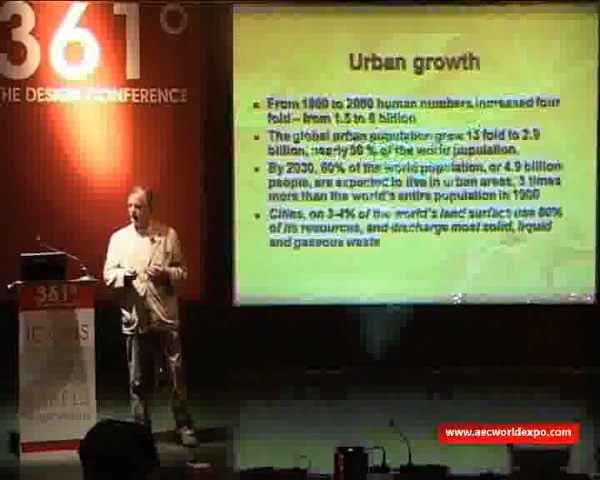 361°
THE DESIGN CONFERENCE
Urban growth
From 1900 to 2000 human numbers increased four
fold – from 1.5 to 6 billion
The global urban population grew 13 fold to 2.9
billion, nearly 50 % of the world population.
By 2030, 60% of the world population, or 4.9 billion
people, are expected to live in urban areas, 3 times
more than the world's entire population in 1900
Cities, on 3-4% of the world's land surface use 80%
of its resources, and discharge most solid, liquid
and gaseous waste
361°
www.aecworldexpo.com